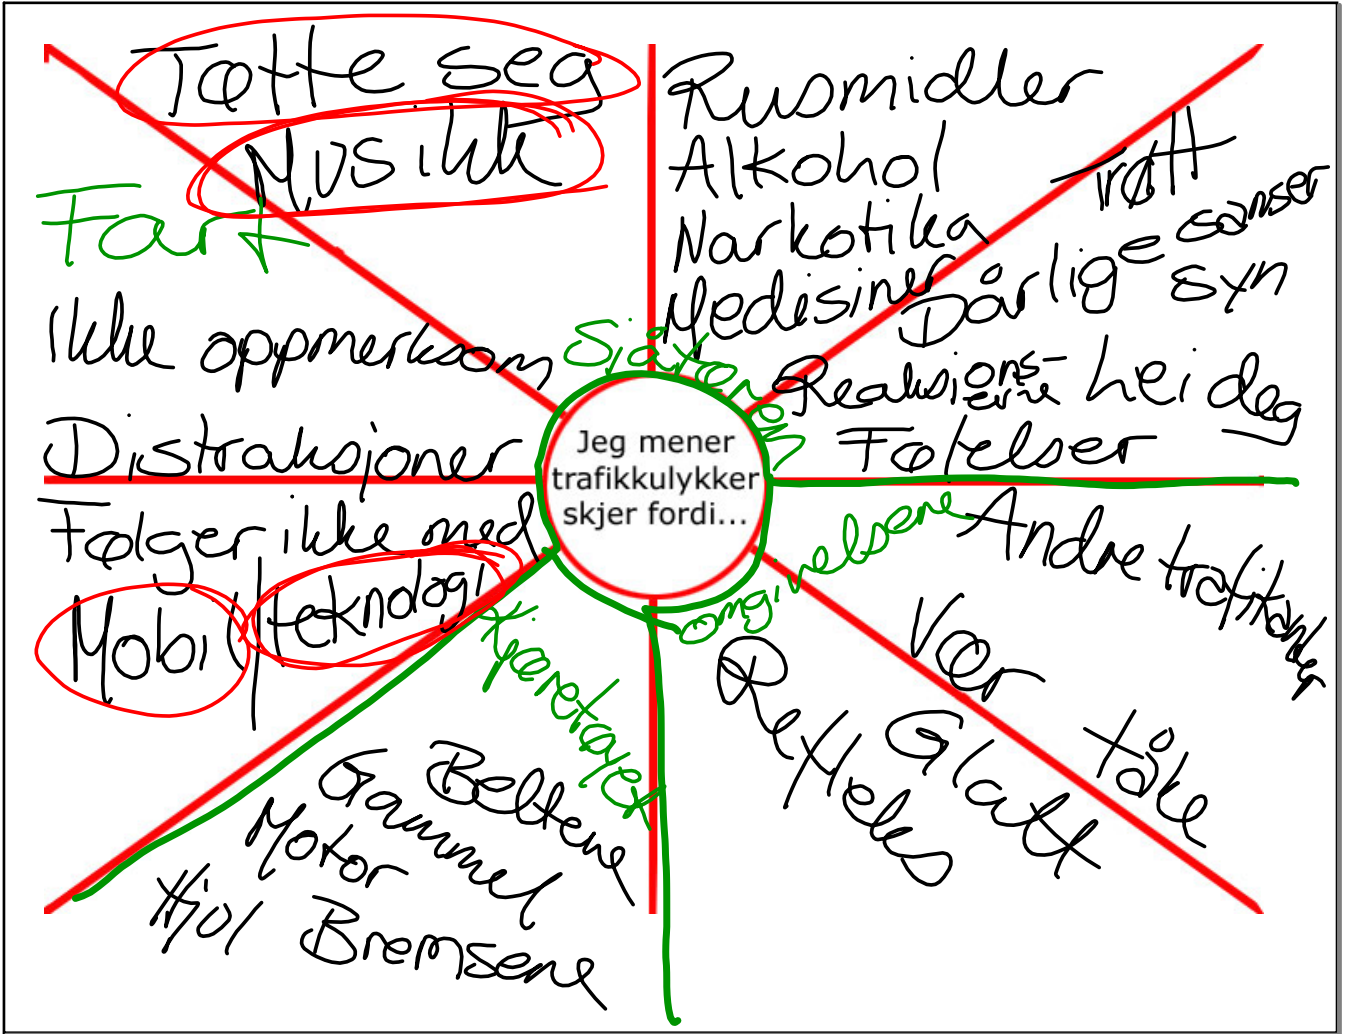 Tøtte seg
Musikk
Fart
Ikke oppmerksom
Distraksjoner
Følger ikke med
Mobil
teknologi
Rusmidler
Alkohol
Narkotika
Medisiner
Trøtt
Dårlige sanser
syn
Reaksjons-
evne
hei deg
Følelser
Sjåføren
Jeg mener
trafikkulykker
skjer fordi...
omgivelsene
Andre trafikanter
Vær
Glatt
tåke
Refleks
Kjøretøyet
Beltene
Gammel
Motor
Hjul
Bremsene